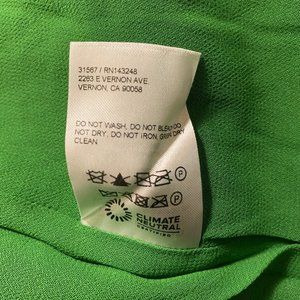 31567 / RN143248
2263 E VERNON AVE.
VERNON, CA 90058
DO NOT WASH, DO NOT BLEACH, DO
NOT DRY, DO NOT IRON, DRY
CLEAN
P P
CLIMATE
NEUTRAL
CERTIFIED